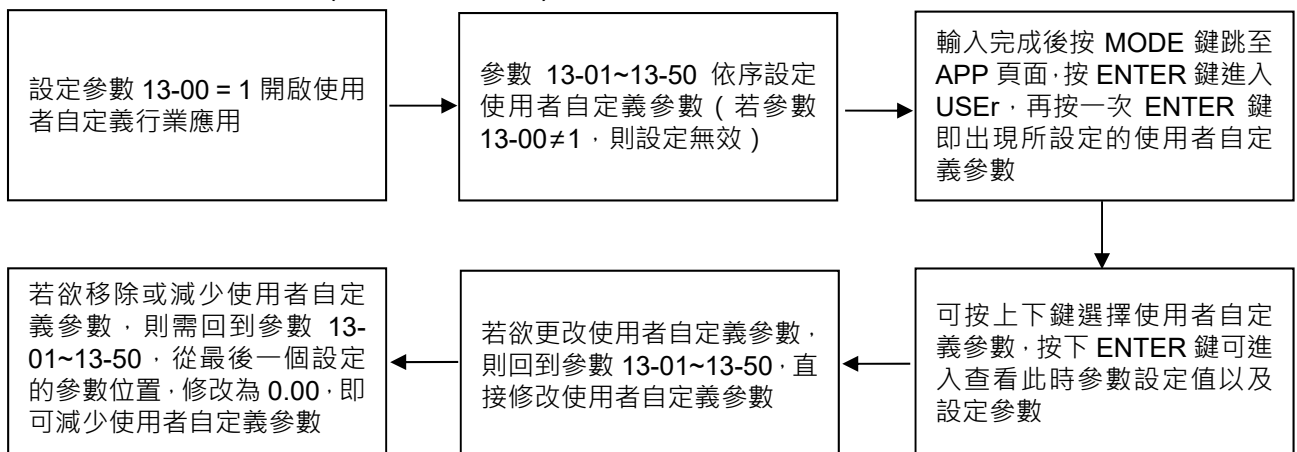 設定參數 13-00 = 1 開啟使用
者自定義行業應用
參數 13-01~13-50 依序設定
使用者自定義參數（若參數
13-00≠1，則設定無效）
輸入完成後按 MODE 鍵跳至
APP 頁面，按 ENTER 鍵進入
USEr，再按一次 ENTER 鍵
即出現所設定的使用者自定
義參數
可按上下鍵選擇使用者自定
義參數，按下 ENTER 鍵可進
入查看此時參數設定值以及
設定參數
若欲更改使用者自定義參數，
則回到參數 13-01~13-50，直
接修改使用者自定義參數
若欲移除或減少使用者自定
義參數，則需回到參數 13-
01~13-50，從最後一個設定
的參數位置，修改為 0.00，即
可減少使用者自定義參數